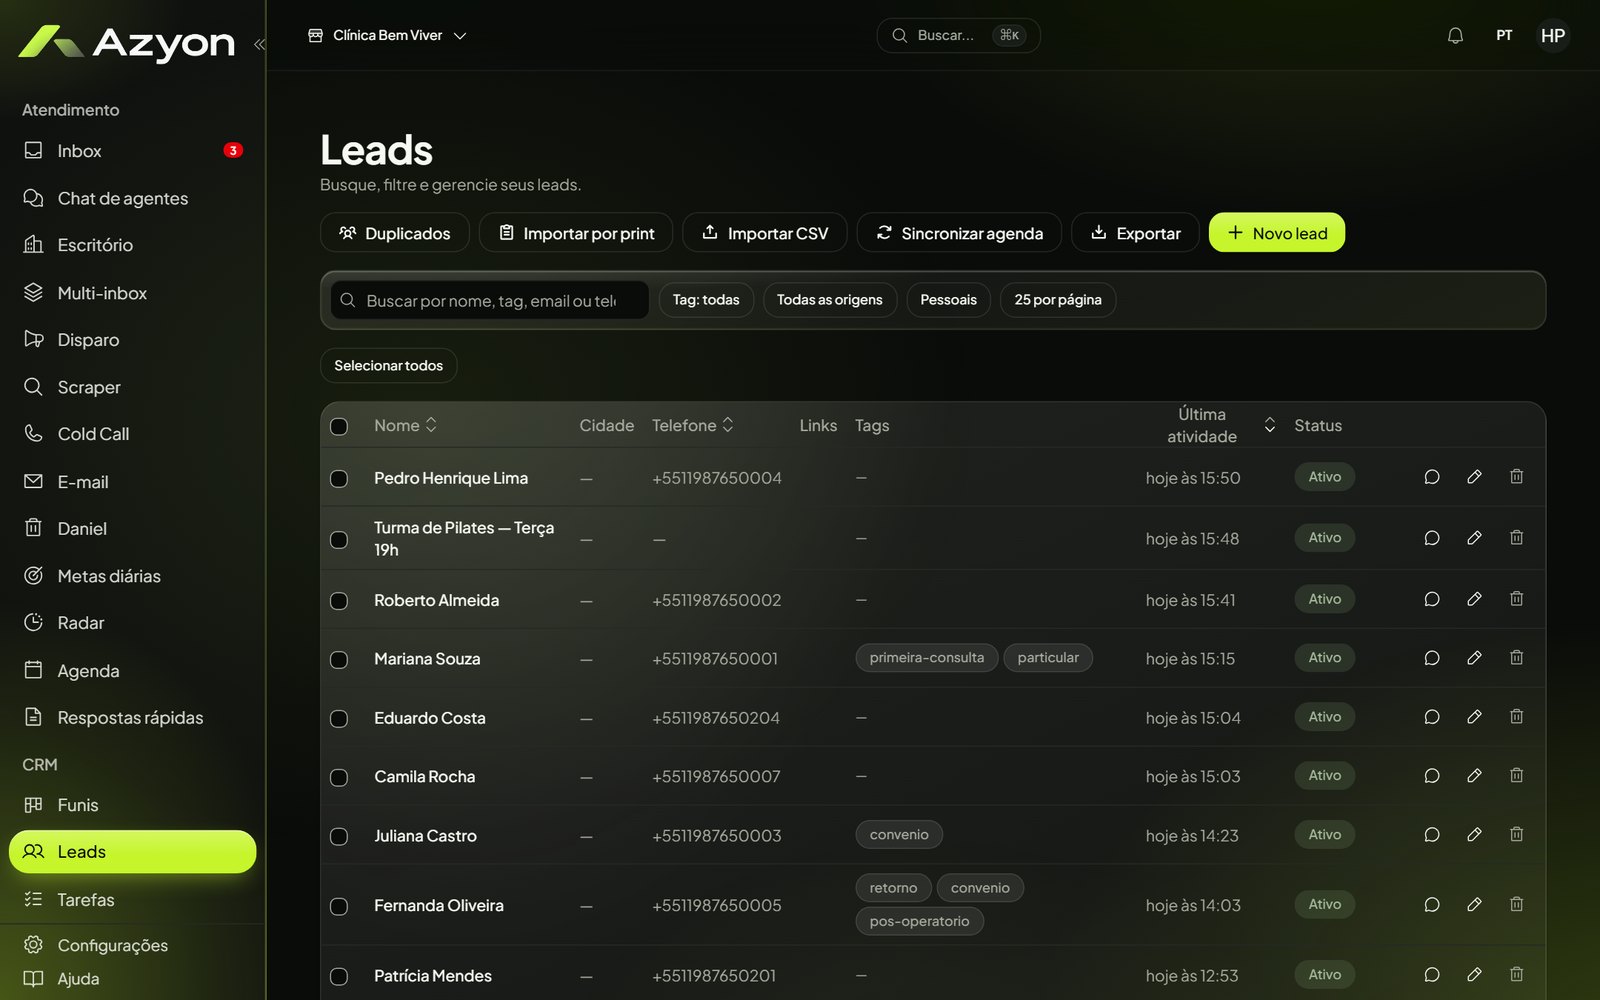 Azyon
Clínica Bem Viver
Buscar...
⌘K
PT
HP
Atendimento
Inbox
3
Chat de agentes
Escritório
Multi-inbox
Disparo
Scraper
Cold Call
E-mail
Daniel
Metas diárias
Radar
Agenda
Respostas rápidas
CRM
Funis
Leads
Tarefas
Configurações
Ajuda
Leads
Busque, filtre e gerencie seus leads.
Duplicados
Importar por print
Importar CSV
Sincronizar agenda
Exportar
Novo lead
Buscar por nome, tag, email ou tel
Tag: todas
Todas as origens
Pessoais
25 por página
Selecionar todos
Nome Cidade Telefone Links Tags Última atividade Status
Pedro Henrique Lima — +5511987650004 — hoje às 15:50 Ativo
Turma de Pilates — Terça
19h — — — hoje às 15:48 Ativo
Roberto Almeida — +5511987650002 — hoje às 15:41 Ativo
Mariana Souza — +5511987650001 primeira-consulta particular hoje às 15:15 Ativo
Eduardo Costa — +5511987650204 — hoje às 15:04 Ativo
Camila Rocha — +5511987650007 — hoje às 15:03 Ativo
Juliana Castro — +5511987650003 convenio hoje às 14:23 Ativo
Fernanda Oliveira — +5511987650005 retorno convenio
pos-operatorio hoje às 14:03 Ativo
Patrícia Mendes — +5511987650201 — hoje às 12:53 Ativo